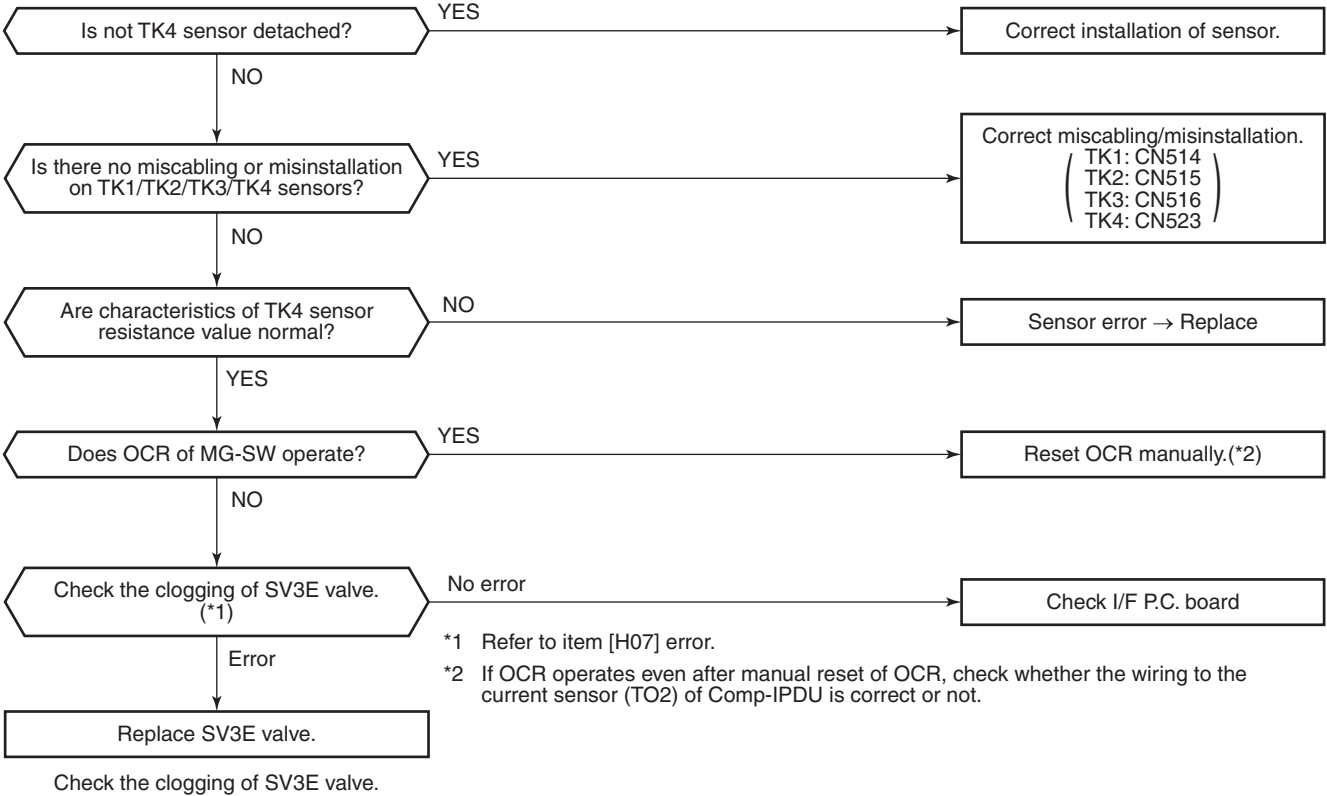 Is not TK4 sensor detached?
YES
Correct installation of sensor.
NO
Is there no miscabling or misinstallation
on TK1/TK2/TK3/TK4 sensors?
YES
Correct miscabling/misinstallation.
TK1: CN514
TK2: CN515
TK3: CN516
TK4: CN523
NO
Are characteristics of TK4 sensor
resistance value normal?
NO
Sensor error → Replace
YES
Does OCR of MG-SW operate?
YES
Reset OCR manually.(*2)
NO
Check the clogging of SV3E valve.
(*1)
No error
Check I/F P.C. board
Error
*1 Refer to item [H07] error.
*2 If OCR operates even after manual reset of OCR, check whether the wiring to the
current sensor (TO2) of Comp-IPDU is correct or not.
Replace SV3E valve.
Check the clogging of SV3E valve.